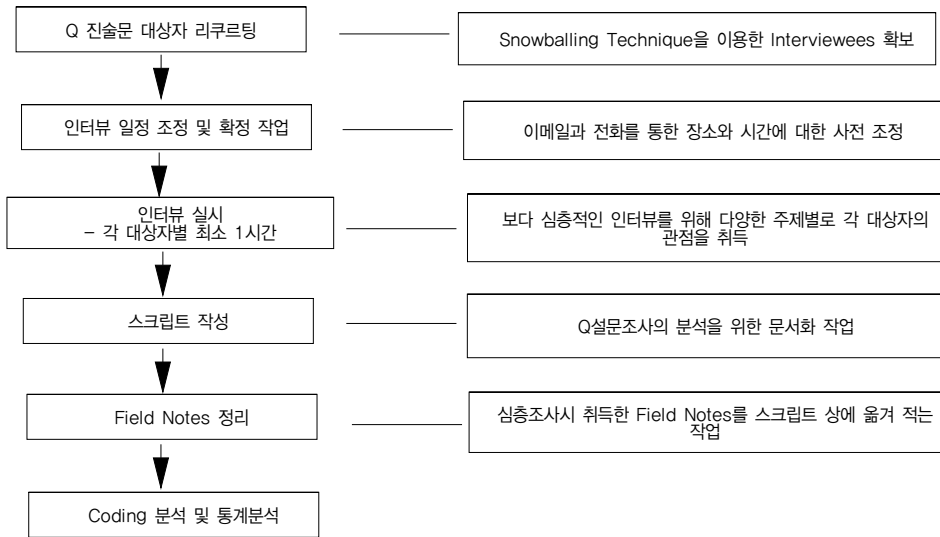 Q 진술문 대상자 리쿠르팅
Snowballing Technique을 이용한 Interviewees 확보
인터뷰 일정 조정 및 확정 작업
이메일과 전화를 통한 장소와 시간에 대한 사전 조정
인터뷰 실시
- 각 대상자별 최소 1시간
보다 심층적인 인터뷰를 위해 다양한 주제별로 각 대상자의
관점을 취득
스크립트 작성
Q설문조사의 분석을 위한 문서화 작업
Field Notes 정리
심층조사시 취득한 Field Notes를 스크립트 상에 옮겨 적는
작업
Coding 분석 및 통계분석